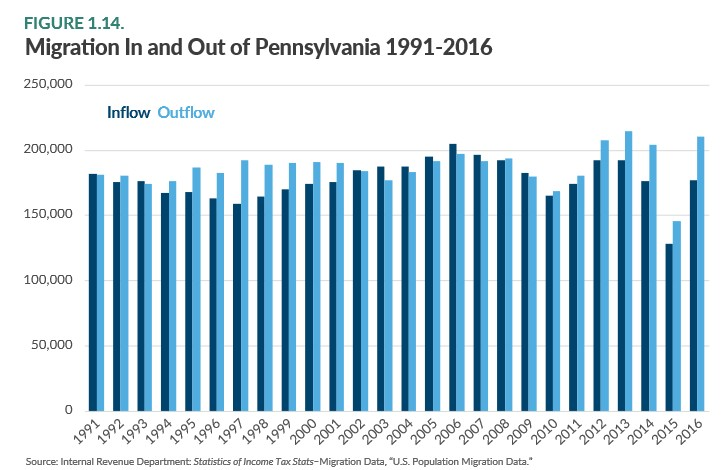 FIGURE 1.14.
Migration In and Out of Pennsylvania 1991-2016
250,000
Inflow Outflow
200,000
150,000
100,000
50,000
0
1991 1992 1993 1994 1995 1996 1997 1998 1999 2000 2001 2002 2003 2004 2005 2006 2007 2008 2009 2010 2011 2012 2013 2014 2015 2016
Source: Internal Revenue Department: Statistics of Income Tax Stats–Migration Data, “U.S. Population Migration Data.”